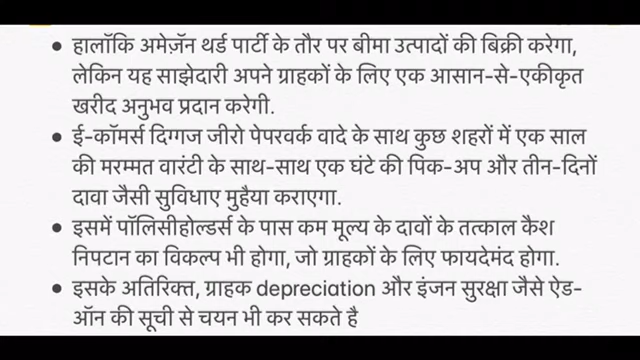 • हालॉकि अमेज़ॅन थर्ड पार्टी के तौर पर बीमा उत्पादों की बिक्री करेगा,
लेकिन यह साझेदारी अपने ग्राहकों के लिए एक आसान-से-एकीकृत
खरीद अनुभव प्रदान करेगी.
• ई-कॉमर्स दिग्गज जीरो पेपरवर्क वादे के साथ कुछ शहरों में एक साल
की मरम्मत वारंटी के साथ-साथ एक घंटे की पिक-अप और तीन-दिनों
दावा जैसी सुविधाए मुहैया कराएगा.
• इसमें पॉलिसीहोल्डर्स के पास कम मूल्य के दावों के तत्काल कैश
निपटान का विकल्प भी होगा, जो ग्राहकों के लिए फायदेमंद होगा.
• इसके अतिरिक्त, ग्राहक depreciation और इंजन सुरक्षा जैसे ऐड-
ऑन की सूची से चयन भी कर सकते है